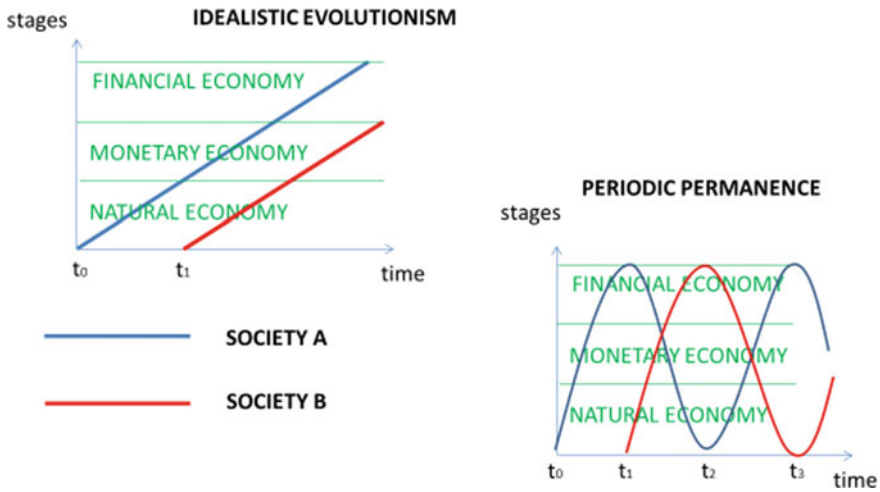 IDEALISTIC EVOLUTIONISM
stages
FINANCIAL ECONOMY
MONETARY ECONOMY
NATURAL ECONOMY
t0 t1 time
SOCIETY A
SOCIETY B
PERIODIC PERMANENCE
stages
FINANCIAL ECONOMY
MONETARY ECONOMY
NATURAL ECONOMY
t0 t1 t2 t3 time